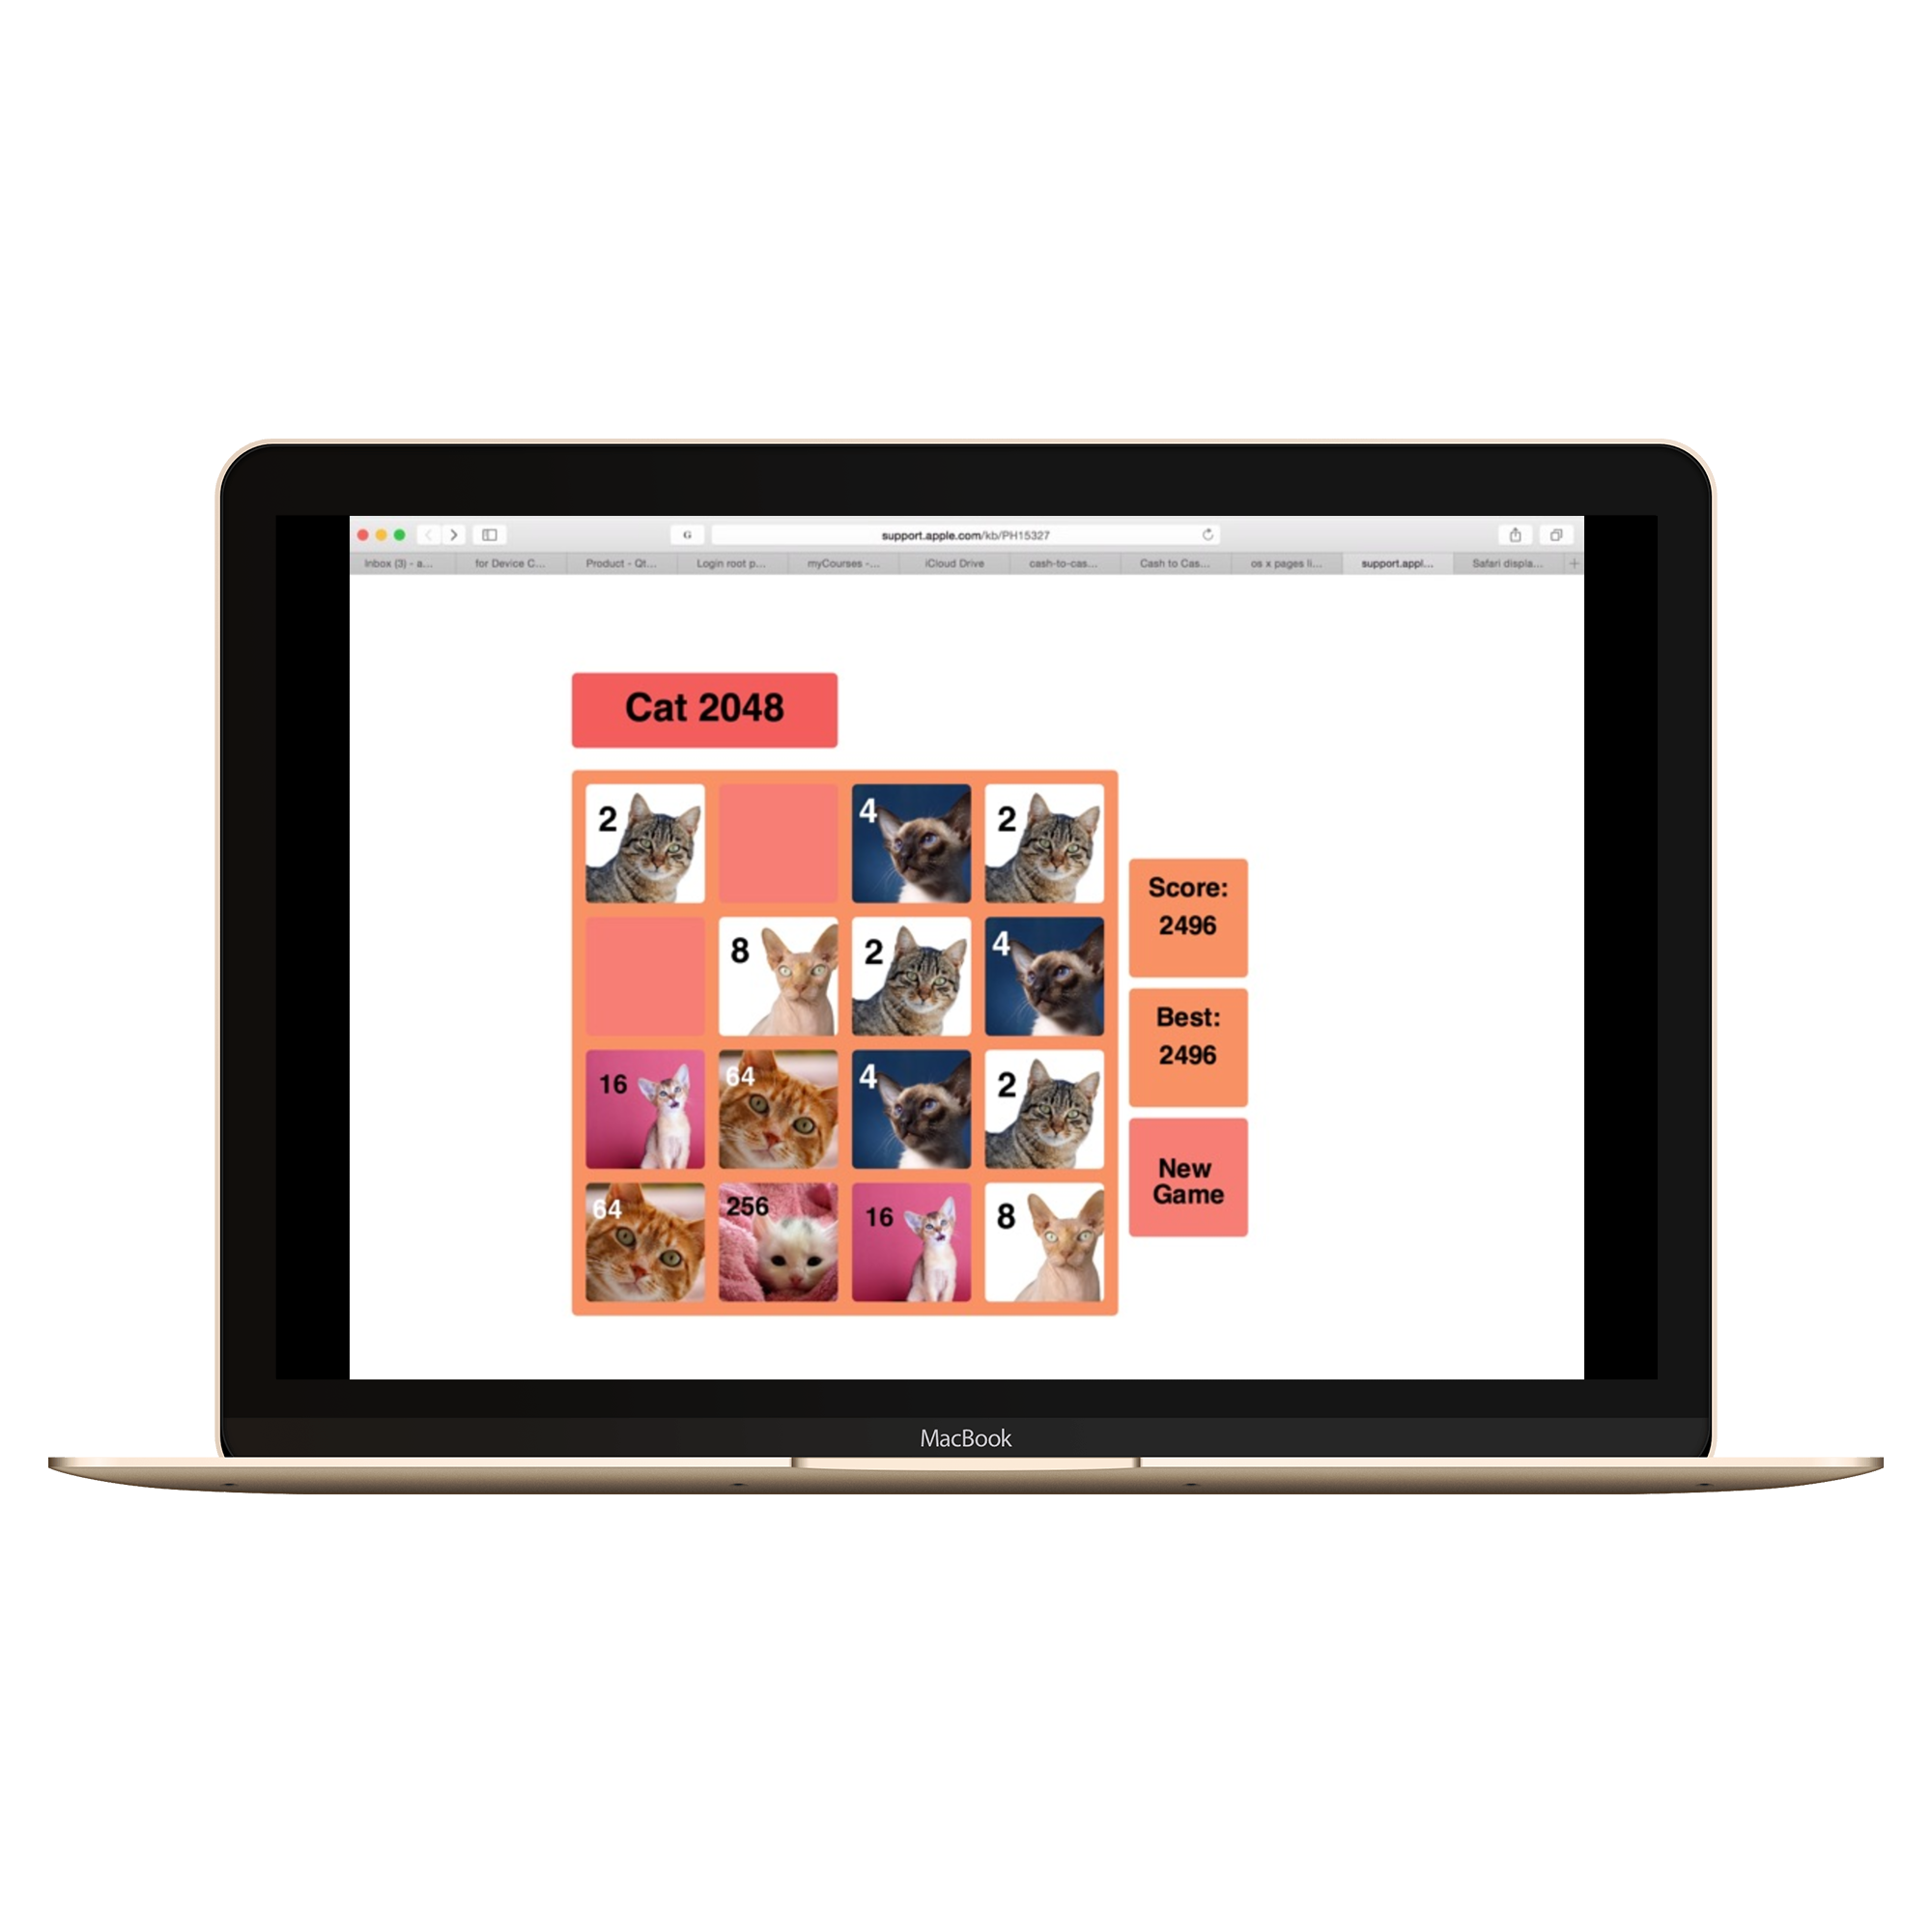 G support.apple.com/kb/PH15327
Inbox (3) - a... for Device C... Product - Qt... Login root p... myCourses -... iCloud Drive cash-to-cas... Cash to Cas... os x pages li... support.appl... Safari displa... +
Cat 2048
2 4 2
8 2 4
16 64 4 2
64 256 16 8
Score:
2496
Best:
2496
New
Game
MacBook